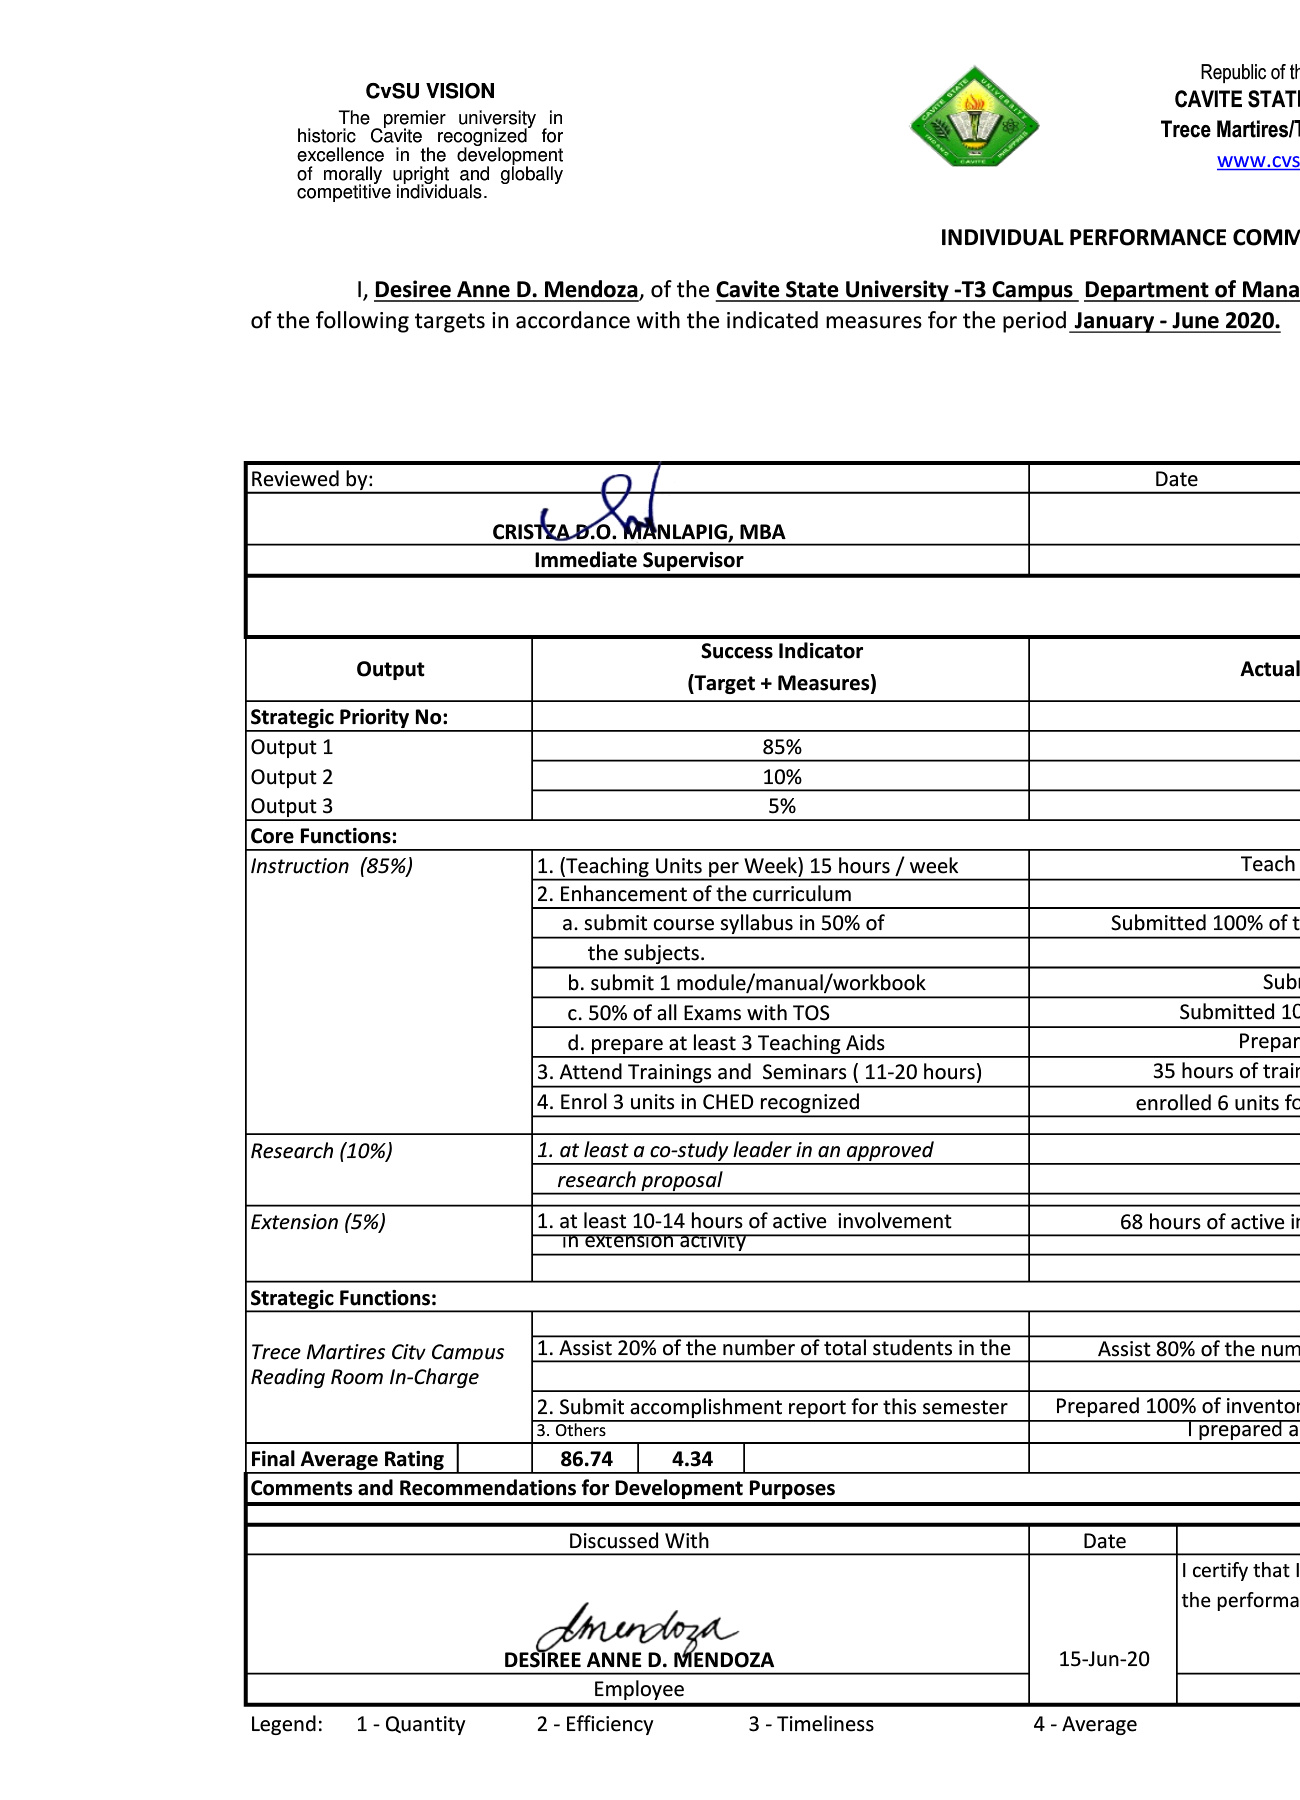 CvSU VISION
The premier university in
historic Cavite recognized for
excellence in the development
of morally upright and globally
competitive individuals.
CAVITE STATE UNIVERSITY
INDANG CAVITE PHILIPPINES
Republic of th
CAVITE STATE
Trece Martires/T
www.cvs
INDIVIDUAL PERFORMANCE COMM
I, Desiree Anne D. Mendoza, of the Cavite State University -T3 Campus Department of Mana
of the following targets in accordance with the indicated measures for the period January - June 2020.
Reviewed by: Date
CRISTZA D.O. MANLAPIG, MBA
Immediate Supervisor
Output Success Indicator Actual
(Target + Measures)
Strategic Priority No:
Output 1 85%
Output 2 10%
Output 3 5%
Core Functions:
Instruction (85%) 1. (Teaching Units per Week) 15 hours / week Teach
2. Enhancement of the curriculum
a. submit course syllabus in 50% of Submitted 100% of t
the subjects.
b. submit 1 module/manual/workbook Subr
c. 50% of all Exams with TOS Submitted 10
d. prepare at least 3 Teaching Aids Prepar
3. Attend Trainings and Seminars ( 11-20 hours) 35 hours of train
4. Enrol 3 units in CHED recognized enrolled 6 units fo
Research (10%) 1. at least a co-study leader in an approved
research proposal
Extension (5%) 1. at least 10-14 hours of active involvement 68 hours of active in
in extension activity
Strategic Functions:
1. Assist 20% of the number of total students in the Assist 80% of the num
Trece Martires City Campus
Reading Room In-Charge
2. Submit accomplishment report for this semester Prepared 100% of inventor
3. Others I prepared a
Final Average Rating 86.74 4.34
Comments and Recommendations for Development Purposes
Discussed With Date
I certify that I
the performa
dmendoza
DESIREE ANNE D. MENDOZA 15-Jun-20
Employee
Legend: 1 - Quantity 2 - Efficiency 3 - Timeliness 4 - Average